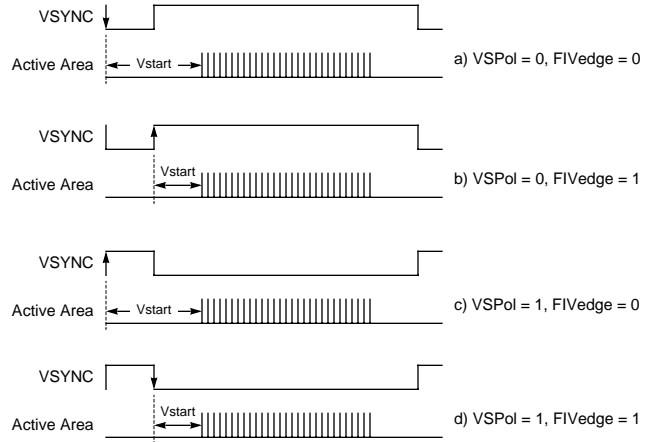 VSYNC
Active Area
Vstart
a) VSPol = 0, FIVedge = 0
VSYNC
Active Area
Vstart
b) VSPol = 0, FIVedge = 1
VSYNC
Active Area
Vstart
c) VSPol = 1, FIVedge = 0
VSYNC
Active Area
Vstart
d) VSPol = 1, FIVedge = 1